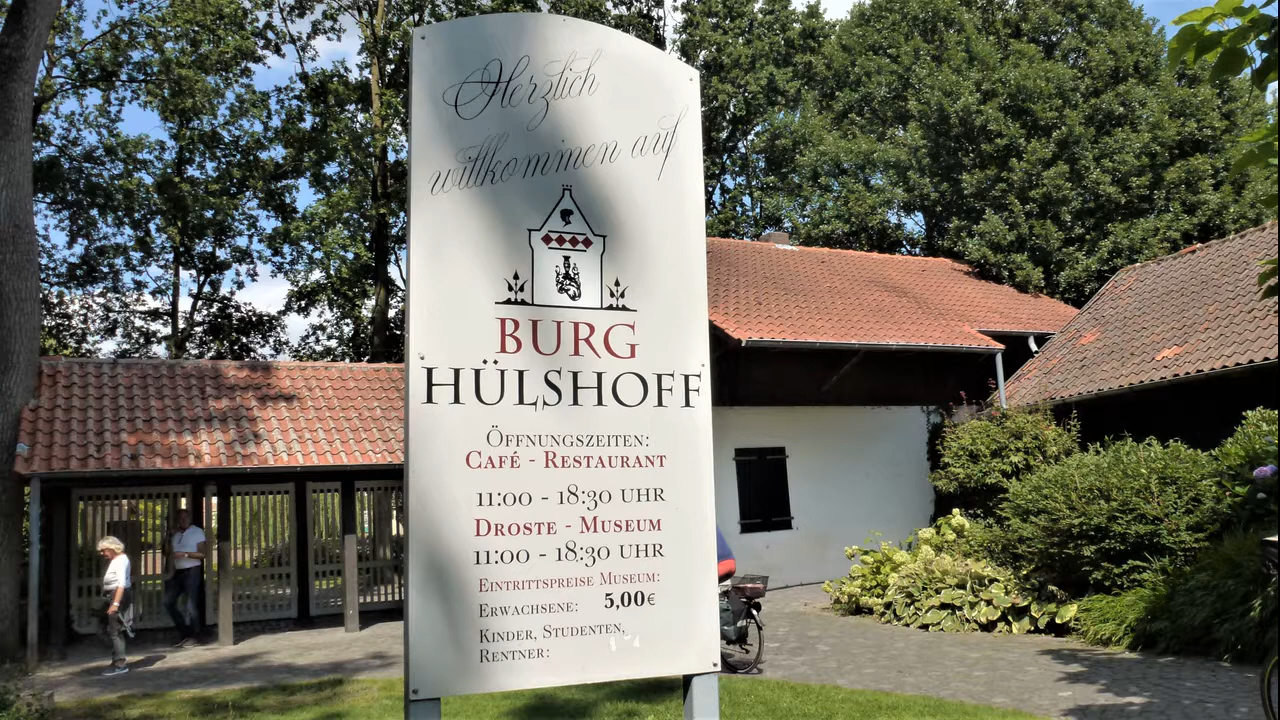 Herzlich
willkommen auf
BURG
HÜLSHOFF
ÖFFNUNGSZEITEN:
CAFÉ - RESTAURANT
11:00 - 18:30 UHR
DROSTE - MUSEUM
11:00 - 18:30 UHR
EINTRITTSPREISE MUSEUM:
ERWACHSENE: 5,00€
KINDER, STUDENTEN,
RENTNER: